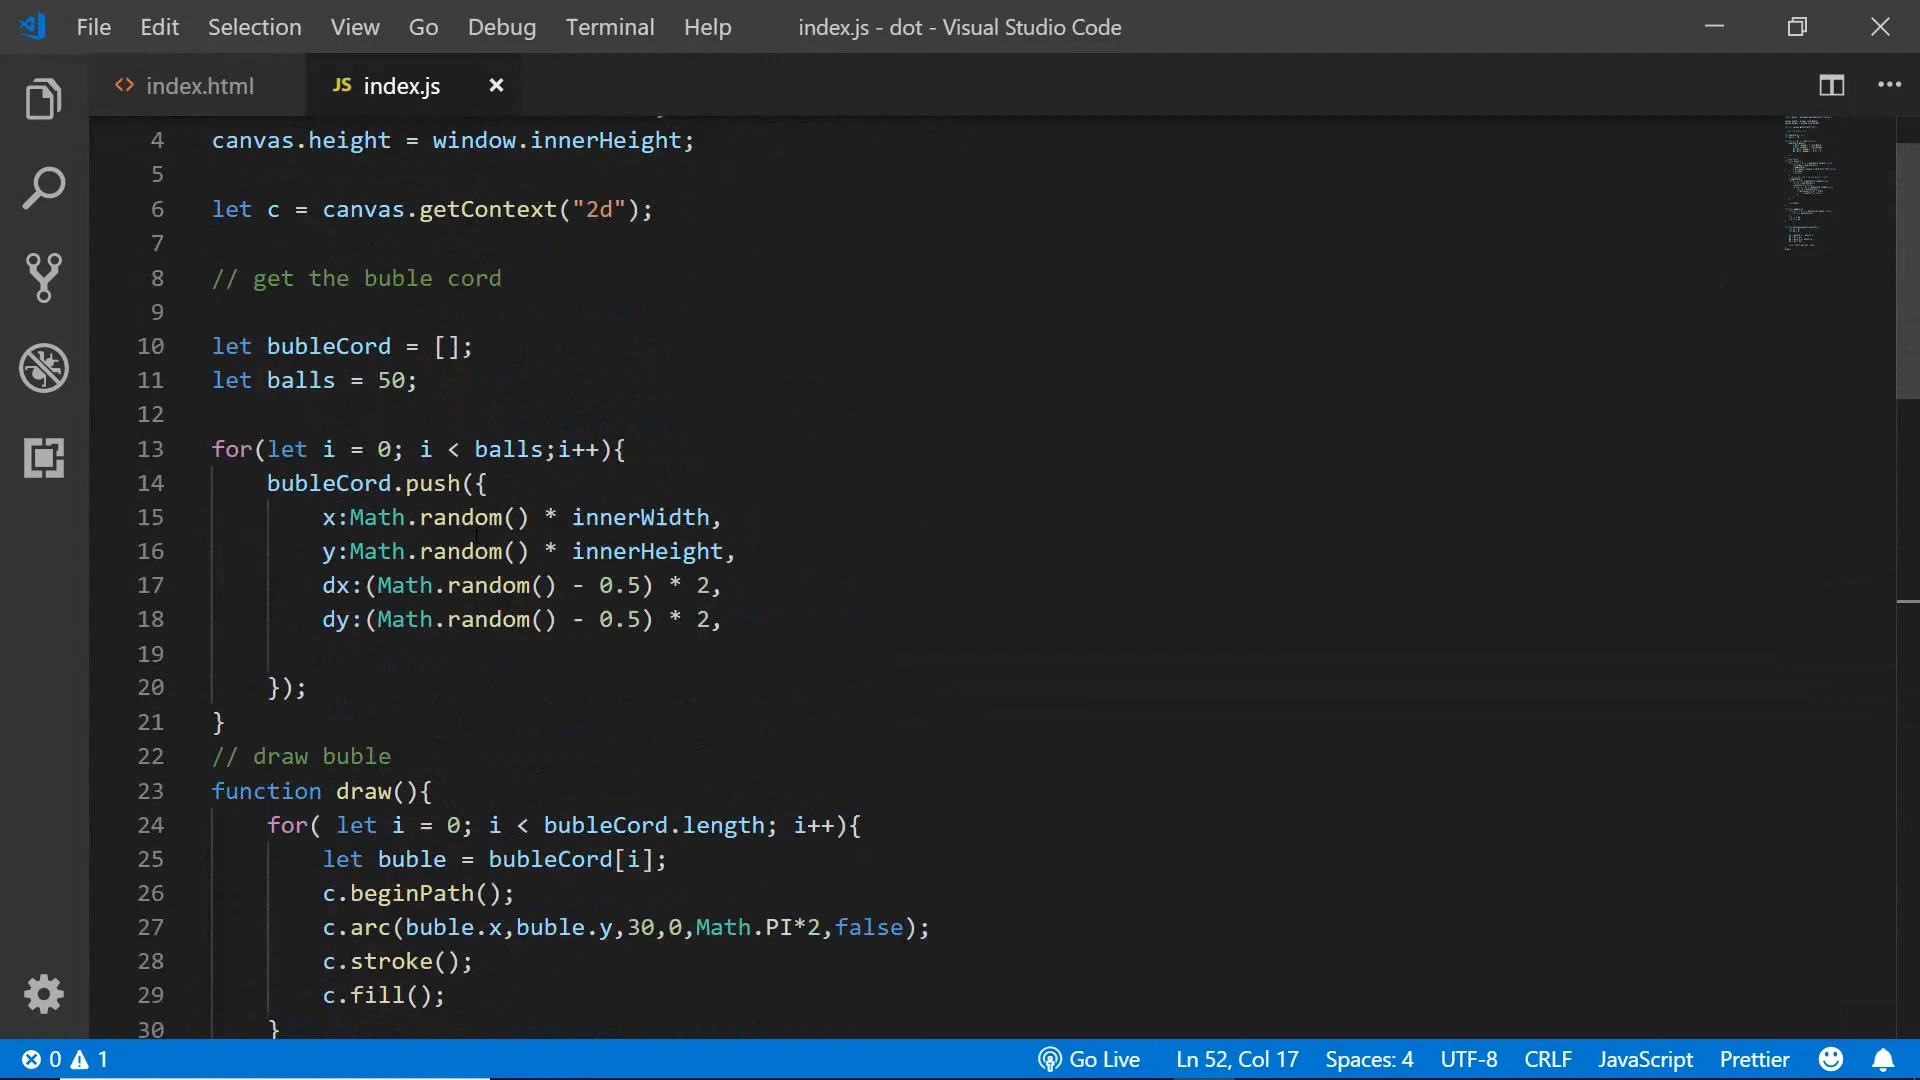 File Edit Selection View Go Debug Terminal Help index.js - dot - Visual Studio Code
index.html JS index.js
4 canvas.height = window.innerHeight;
5
6 let c = canvas.getContext("2d");
7
8 // get the buble cord
9
10 let bubleCord = [];
11 let balls = 50;
12
13 for(let i = 0; i < balls;i++){
14 bubleCord.push({
15 x:Math.random() * innerWidth,
16 y:Math.random() * innerHeight,
17 dx:(Math.random() - 0.5) * 2,
18 dy:(Math.random() - 0.5) * 2,
19
20 });
21 }
22 // draw buble
23 function draw(){
24 for( let i = 0; i < bubleCord.length; i++){
25 let buble = bubleCord[i];
26 c.beginPath();
27 c.arc(buble.x,buble.y,30,0,Math.PI*2,false);
28 c.stroke();
29 c.fill();
30 }
0 1 Go Live Ln 52, Col 17 Spaces: 4 UTF-8 CRLF JavaScript Prettier